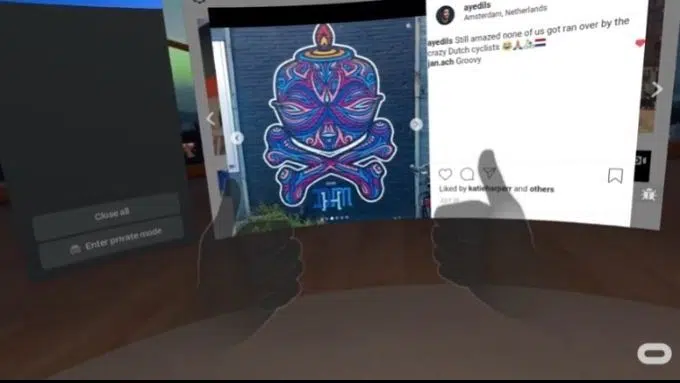 ayedils
Amsterdam, Netherlands
ayedils Still amazed none of us got ran over by the
crazy Dutch cyclists 😂🙏🚴🇳🇱
jan.ach Groovy
Liked by katieharperr and others
Close all
Enter private mode